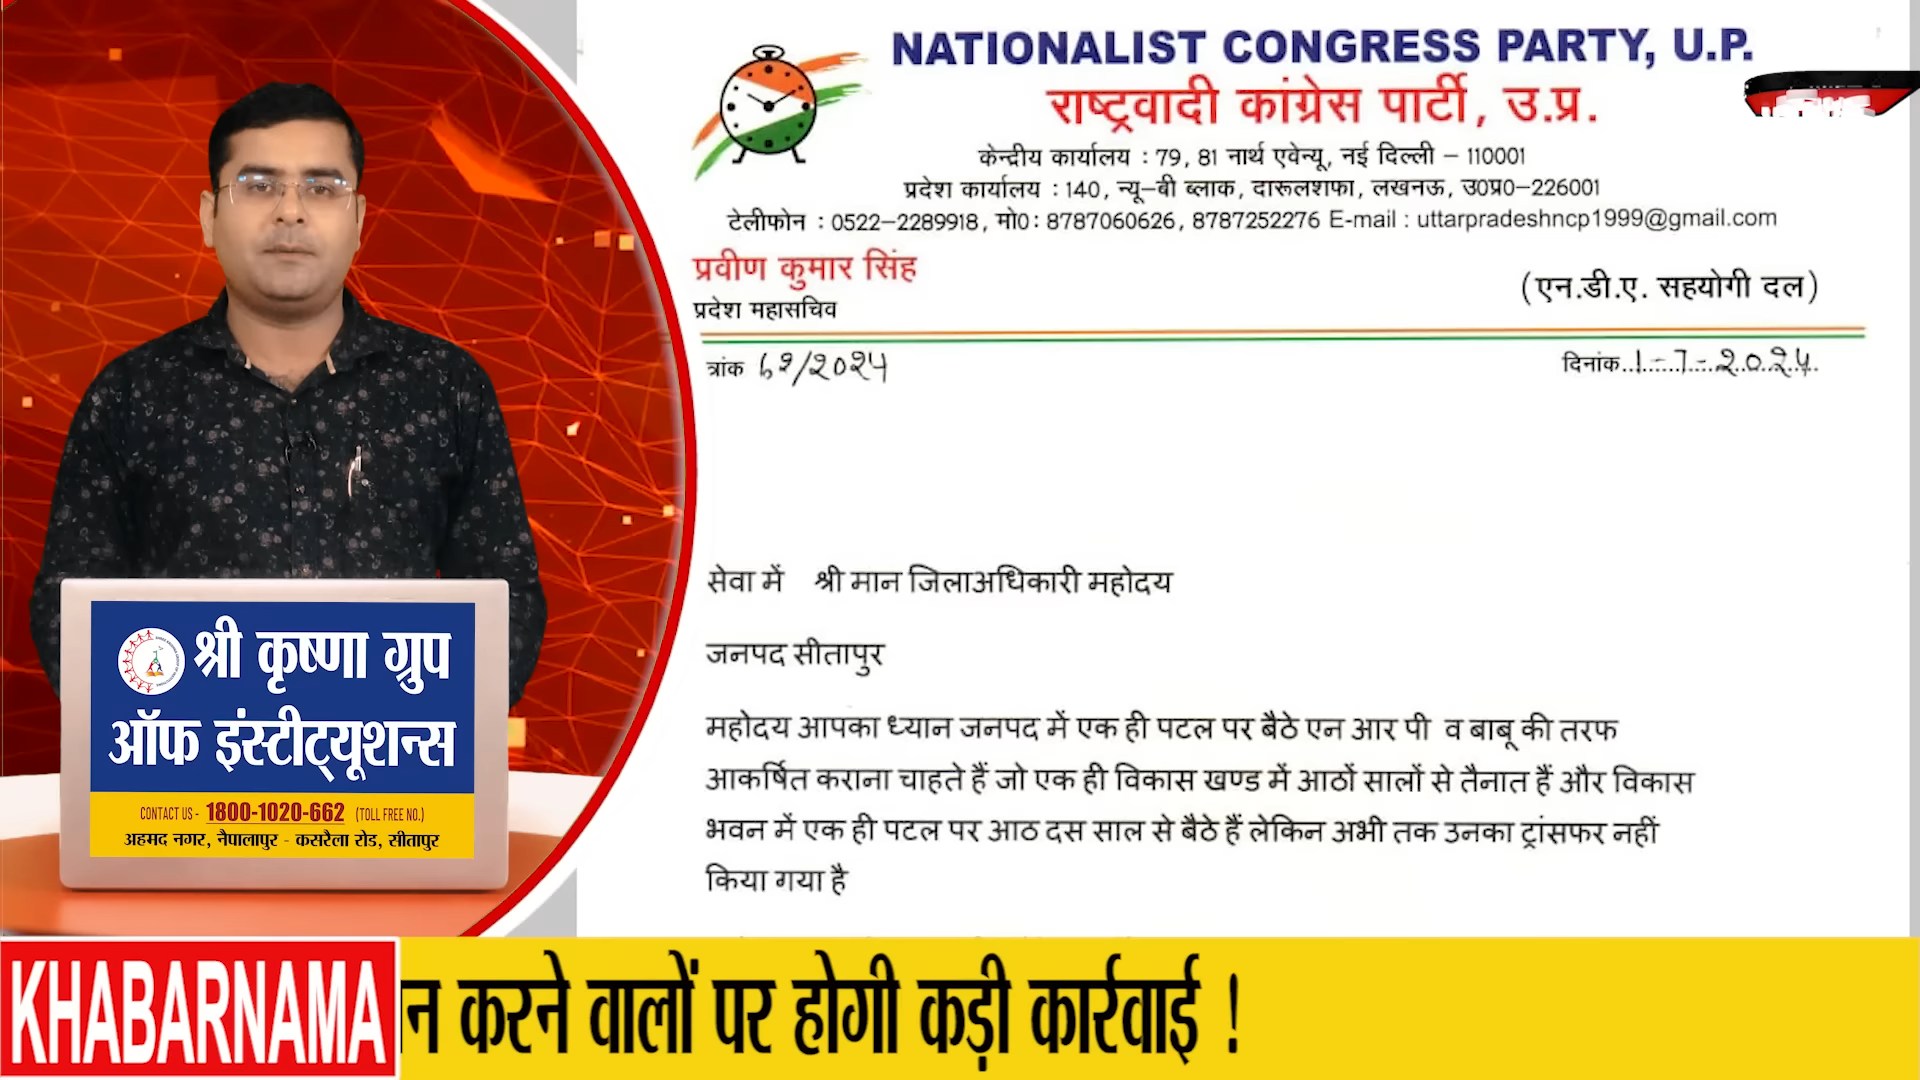 NATIONALIST CONGRESS PARTY, U.P.
राष्ट्रवादी कांग्रेस पार्टी, उ.प्र.
केन्द्रीय कार्यालय : 79, 81 नार्थ एवेन्यू, नई दिल्ली – 110001
प्रदेश कार्यालय : 140, न्यू-बी ब्लाक, दारूलशफा, लखनऊ, उ0प्र0-226001
टेलीफोन : 0522-2289918, मो0: 8787060626, 8787252276 E-mail : uttarpradeshncp1999@gmail.com
प्रवीण कुमार सिंह
प्रदेश महासचिव
(एन.डी.ए. सहयोगी दल)
त्रांक 62/2024
दिनांक..1-7-2024
सेवा में श्री मान जिलाअधिकारी महोदय
जनपद सीतापुर
महोदय आपका ध्यान जनपद में एक ही पटल पर बैठे एन आर पी व बाबू की तरफ
आकर्षित कराना चाहते हैं जो एक ही विकास खण्ड में आठों सालों से तैनात हैं और विकास
भवन में एक ही पटल पर आठ दस साल से बैठे हैं लेकिन अभी तक उनका ट्रांसफर नहीं
किया गया है
श्री कृष्णा ग्रुप
ऑफ इंस्टीट्यूशन्स
CONTACT US - 1800-1020-662 (TOLL FREE NO.)
अहमद नगर, नैपालापुर - कसरैला रोड, सीतापुर
KHABARNAMA
न करने वालों पर होगी कड़ी कार्रवाई !